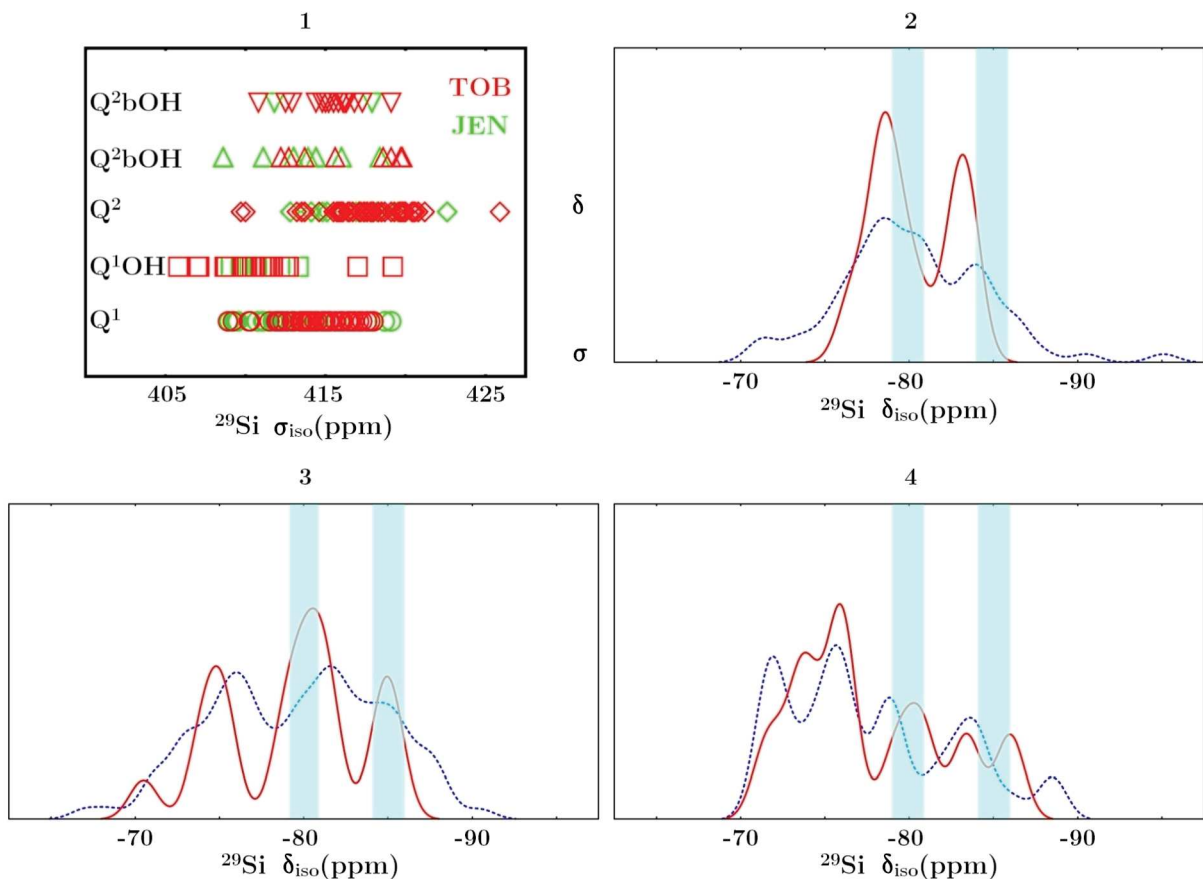 1
Q²bOH
TOB
JEN
Q²bOH
Q²
Q¹OH
Q¹
405 415 425
²⁹Si σiso(ppm)
2
δ
σ
-70 -80 -90
²⁹Si δiso(ppm)
3
-70 -80 -90
²⁹Si δiso(ppm)
4
-70 -80 -90
²⁹Si δiso(ppm)